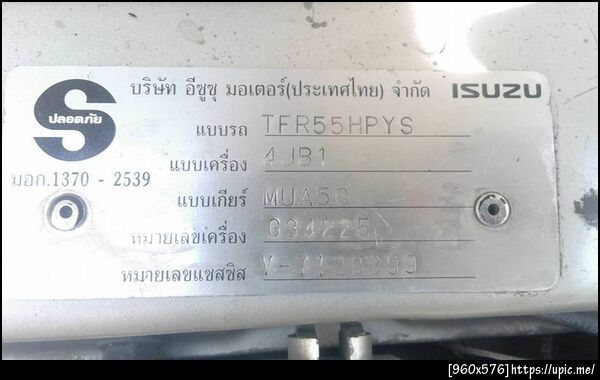 บริษัท อีซูซุ มอเตอร์(ประเทศไทย) จำกัด ISUZU
S
ปลอดภัย
มอก.1370 - 2539
แบบรถ TFR55HPYS
แบบเครื่อง 4JB1
แบบเกียร์
หมายเลขเครื่อง G34225
หมายเลขแชสซิส
[960x576]https://upic.me/